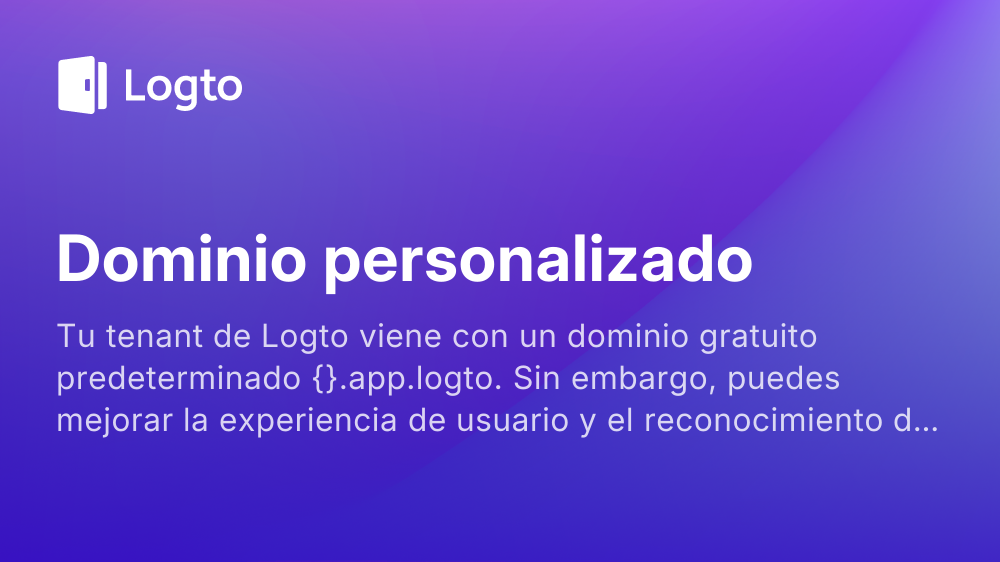 Logto
Dominio personalizado
Tu tenant de Logto viene con un dominio gratuito
predeterminado {}.app.logto. Sin embargo, puedes
mejorar la experiencia de usuario y el reconocimiento d...